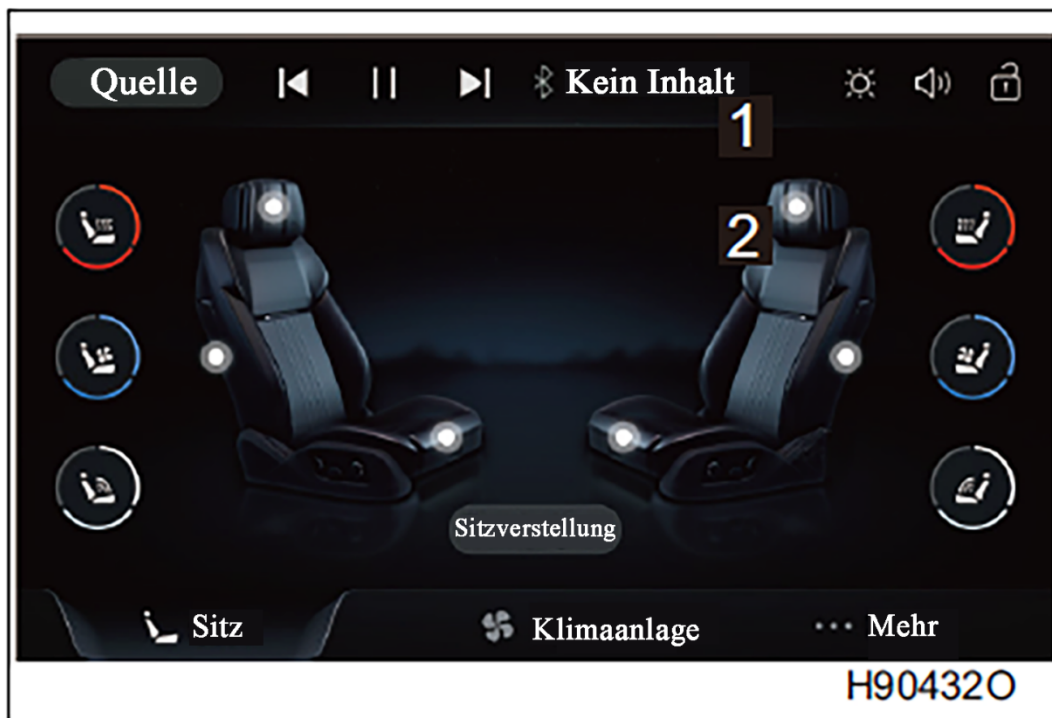 Quelle
Kein Inhalt
1
2
Sitzverstellung
Sitz
Klimaanlage
Mehr
H90432O